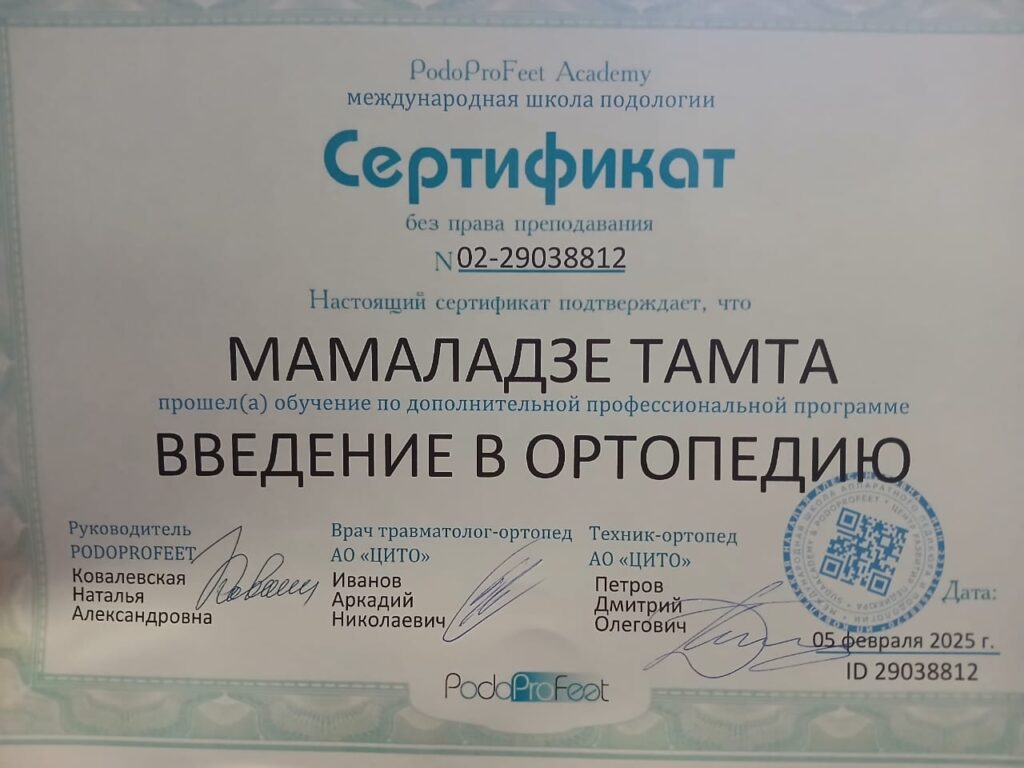 PodoProFeet Academy
международная школа подологии
Сертификат
без права преподавания
N 02-29038812
Настоящий сертификат подтверждает, что
МАМАЛАДЗЕ ТАМТА
прошел(а) обучение по дополнительной профессиональной программе
ВВЕДЕНИЕ В ОРТОПЕДИЮ
Руководитель
PODOPROFEET
Ковалевская
Наталья
Александровна
Врач травматолог-ортопед
АО «ЦИТО»
Иванов
Аркадий
Николаевич
Техник-ортопед
АО «ЦИТО»
Петров
Дмитрий
Олегович
Дата:
05 февраля 2025 г.
ID 29038812
PodoProFeet